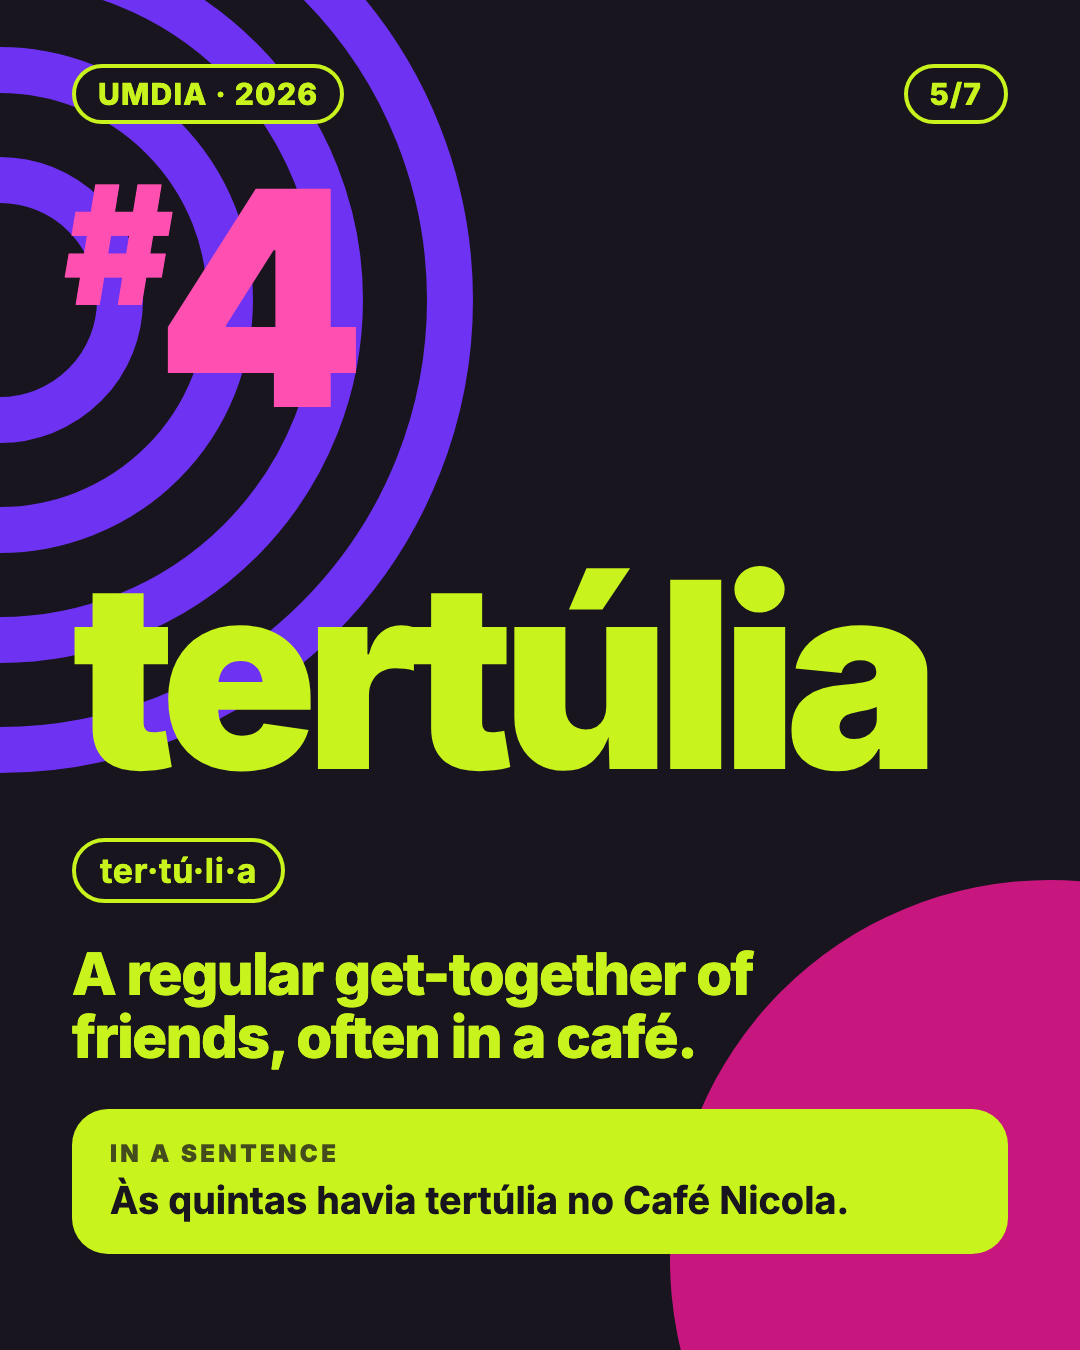 UMDIA · 2026
5/7
#4
tertúlia
ter·tú·li·a
A regular get-together of
friends, often in a café.
IN A SENTENCE
Às quintas havia tertúlia no Café Nicola.